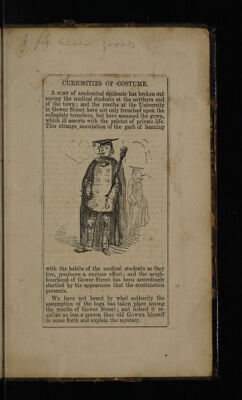 CURIOSITIES OF COSTUME.
A SORT of academical epidemic has broken out
among the medical students at the northern end
of the town; and the youths at the University
in Gower Street have not only trenched upon the
collegiate trenchers, but have assumed the gown,
which ill assorts with the paletot of private life.
This strange association of the garb of learning
with the habits of the medical students as they
live, produces a curious effect; and the neigh-
bourhood of Gower Street has been accordingly
startled by the appearance that the combination
presents.
We have not heard by what authority the
assumption of the toga has taken place among
the youths of Gower Street; and indeed it re-
quires no less a person than old GOWER himself
to come forth and explain the mystery.